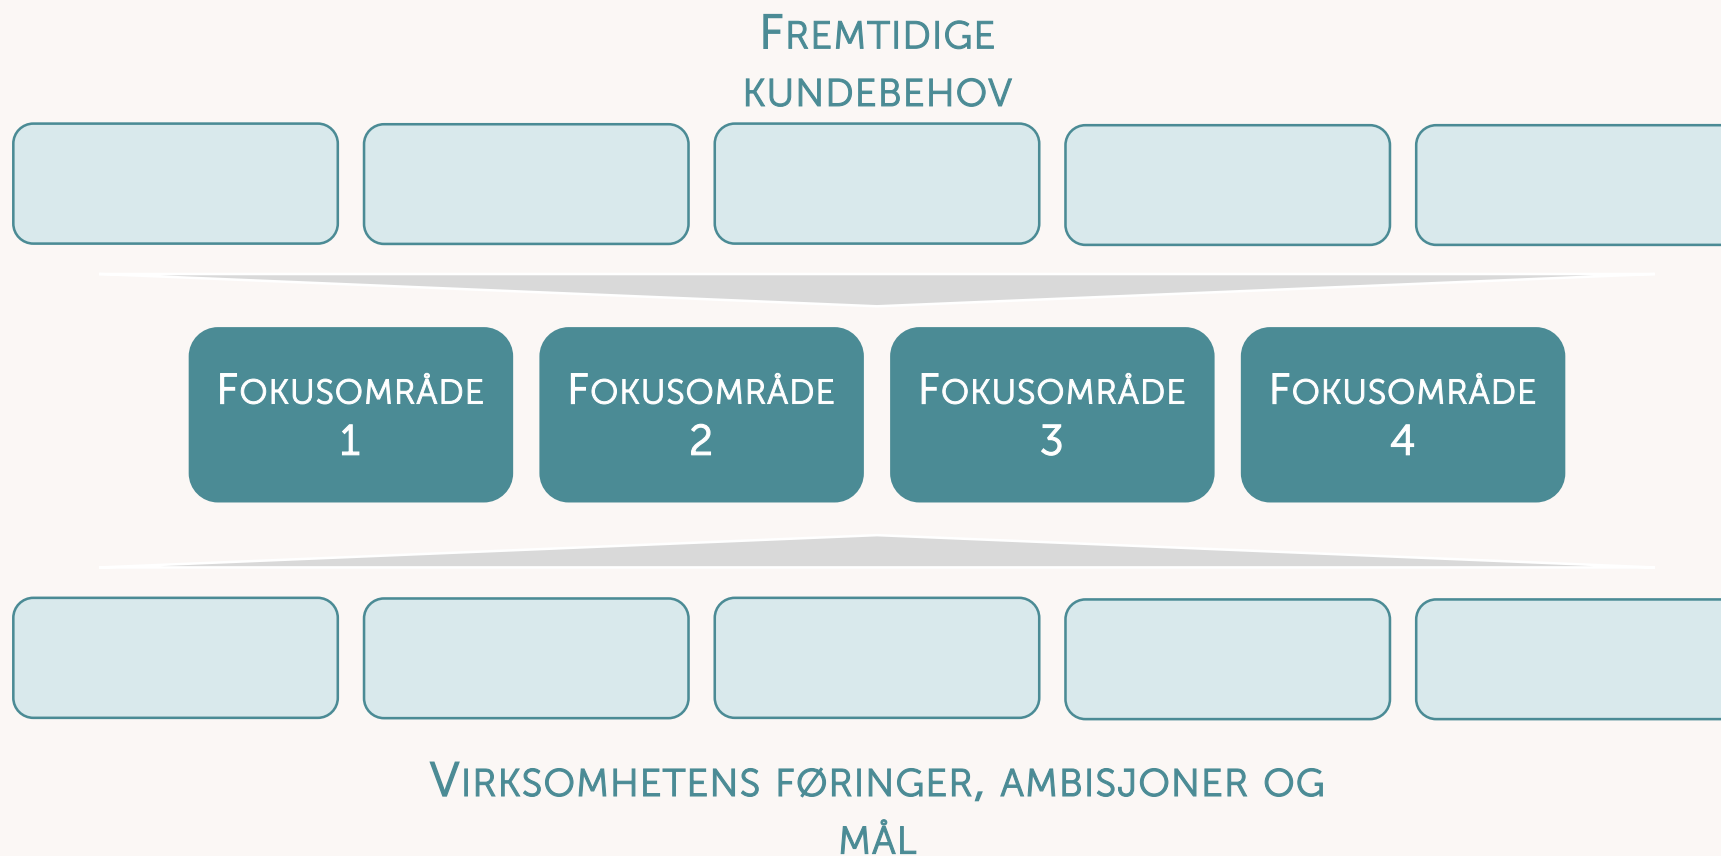 Fremtidige
kundebehov
Fokusområde Fokusområde Fokusområde Fokusområde
1 2 3 4
Virksomhetens føringer, ambisjoner og
mål